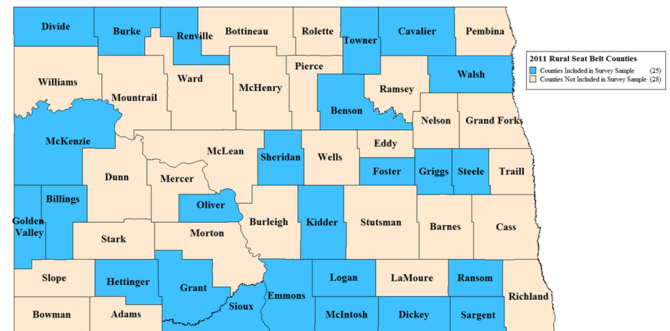 Divide
Burke
Renville
Bottineau
Rolette
Towner
Cavalier
Pembina
Pierce
Williams
Mountrail
Ward
McHenry
Ramsey
Walsh
Benson
Nelson
Grand Forks
McKenzie
McLean
Sheridan
Wells
Eddy
Foster
Griggs
Steele
Traill
Dunn
Mercer
Oliver
Billings
Golden
Valley
Stark
Morton
Burleigh
Kidder
Stutsman
Barnes
Cass
Slope
Hettinger
Grant
Sioux
Emmons
Logan
LaMoure
Ransom
Richland
Bowman
Adams
McIntosh
Dickey
Sargent
2011 Rural Seat Belt Counties
Counties Included in Survey Sample (25)
Counties Not Included in Survey Sample (28)